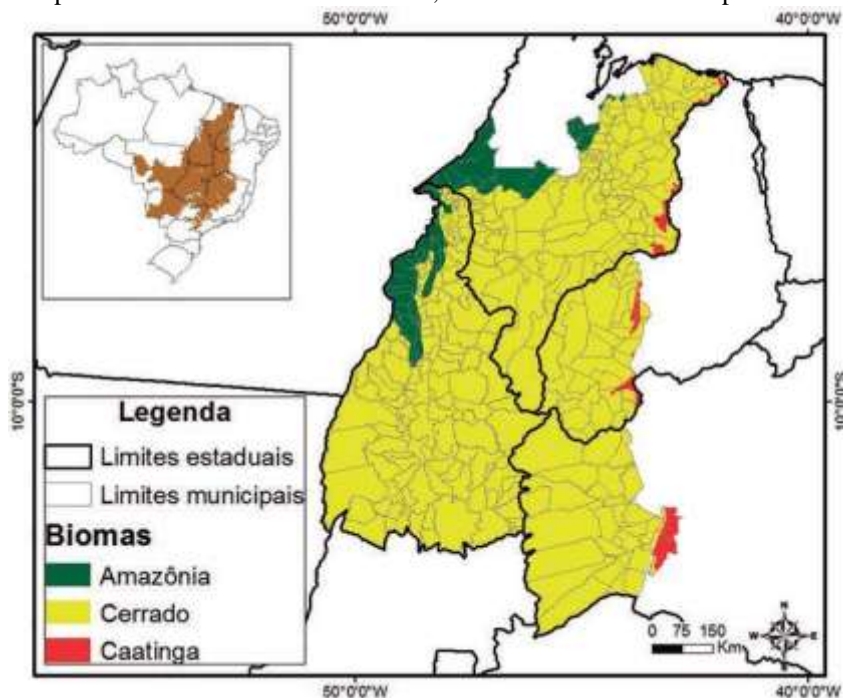 50°0'0"W 40°0'0"W
10°0'0"S 10°0'0"S
Legenda
Limites estaduais
Limites municipais
Biomas
Amazônia
Cerrado
Caatinga
N
W E
S
0 75 150
Km
50°0'0"W 40°0'0"W